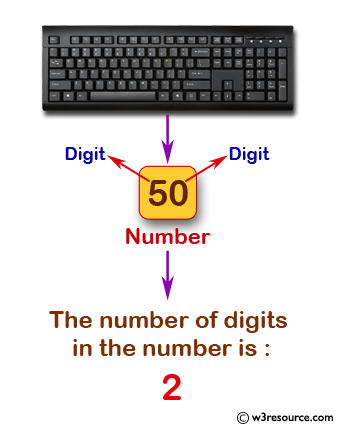 Digit Digit
50
Number
The number of digits
in the number is :
2
© w3resource.com